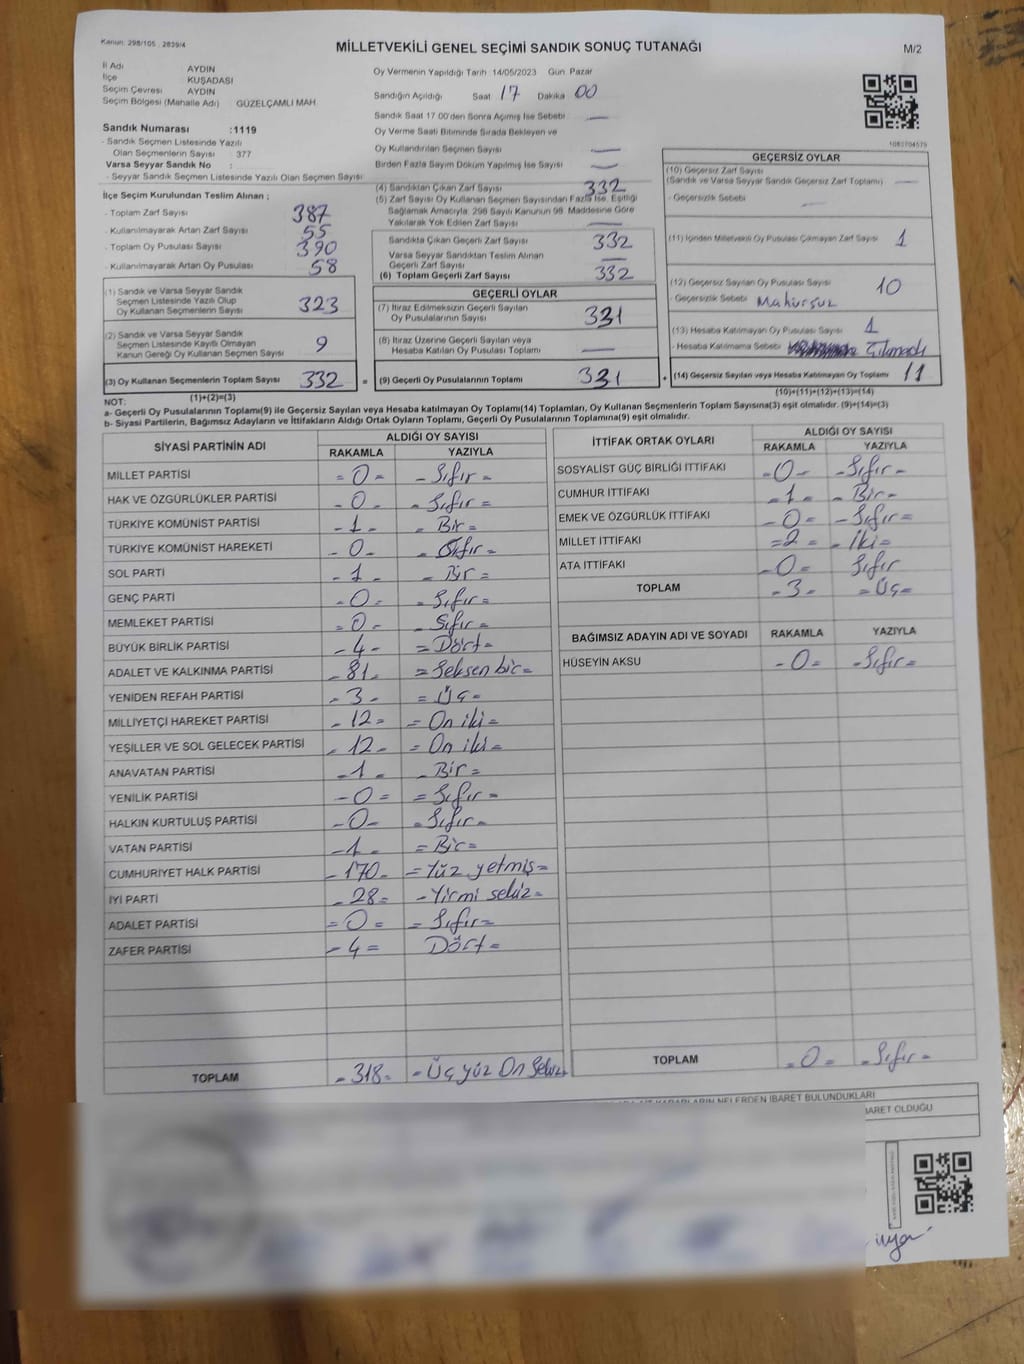 Kanun: 298/105 , 2839/4
MİLLETVEKİLİ GENEL SEÇİMİ SANDIK SONUÇ TUTANAĞI
M/2
İl Adı AYDIN
İlçe KUŞADASI
Seçim Çevresi AYDIN
Seçim Bölgesi (Mahalle Adı) GÜZELÇAMLI MAH.
Sandık Numarası :1119
- Sandık Seçmen Listesinde Yazılı
Olan Seçmenlerin Sayısı 377
Varsa Seyyar Sandık No :
- Seyyar Sandık Seçmen Listesinde Yazılı Olan Seçmen Sayısı
İlçe Seçim Kurulundan Teslim Alınan ;
- Toplam Zarf Sayısı 387
- Kullanılmayarak Artan Zarf Sayısı 55
- Toplam Oy Pusulası Sayısı 390
- Kullanılmayarak Artan Oy Pusulası 58
(1) Sandık ve Varsa Seyyar Sandık
Seçmen Listesinde Yazılı Olup
Oy Kullanan Seçmenlerin Sayısı 323
(2) Sandık ve Varsa Seyyar Sandık
Seçmen Listesinde Kayıtlı Olmayan
Kanun Gereği Oy Kullanan Seçmen Sayısı 9
(3) Oy Kullanan Seçmenlerin Toplam Sayısı 332 =
(1)+(2)=(3)
Oy Vermenin Yapıldığı Tarih 14/05/2023 Gün Pazar
Sandığın Açıldığı Saat 17 Dakika 00
Sandık Saat 17 00'den Sonra Açımış İse Sebebi —
Oy Verme Saati Bitiminde Sırada Bekleyen ve
Oy Kullandırılan Seçmen Sayısı —
Birden Fazla Sayım Döküm Yapılmış İse Sayısı —
(4) Sandıktan Çıkan Zarf Sayısı 332
(5) Zarf Sayısı Oy Kullanan Seçmen Sayısından Fazla İse, Eşitliği
Sağlamak Amacıyla, 298 Sayılı Kanunun 98. Maddesine Göre
Yakılarak Yok Edilen Zarf Sayısı —
Sandıkta Çıkan Geçerli Zarf Sayısı 332
Varsa Seyyar Sandıktan Teslim Alınan
Geçerli Zarf Sayısı —
(6) Toplam Geçerli Zarf Sayısı 332
GEÇERLİ OYLAR
(7) İtiraz Edilmeksizin Geçerli Sayılan
Oy Pusulalarının Sayısı 321
(8) İtiraz Üzerine Geçerli Sayılan veya
Hesaba Katılan Oy Pusulası Toplamı —
(9) Geçerli Oy Pusulalarının Toplamı 321 +
1083704575
GEÇERSİZ OYLAR
(10) Geçersiz Zarf Sayısı
(Sandık ve Varsa Seyyar Sandık Geçersiz Zarf Toplamı) —
- Geçersizlik Sebebi —
(11) İçinden Milletvekili Oy Pusulası Çıkmayan Zarf Sayısı 1
(12) Geçersiz Sayılan Oy Pusulası Sayısı 10
- Geçersizlik Sebebi Mühürsüz
(13) Hesaba Katılmayan Oy Pusulası Sayısı 1
- Hesaba Katılmama Sebebi Çıkmadı
(14) Geçersiz Sayılan veya Hesaba Katılmayan Oy Toplamı 11
(10)+(11)+(12)+(13)=(14)
NOT:
a- Geçerli Oy Pusulalarının Toplamı(9) ile Geçersiz Sayılan veya Hesaba katılmayan Oy Toplamı(14) Toplamları, Oy Kullanan Seçmenlerin Toplam Sayısına(3) eşit olmalıdır. (9)+(14)=(3)
b- Siyasi Partilerin, Bağımsız Adayların ve İttifakların Aldığı Ortak Oyların Toplamı, Geçerli Oy Pusulalarının Toplamına(9) eşit olmalıdır.
SİYASİ PARTİNİN ADI ALDIĞI OY SAYISI
RAKAMLA YAZIYLA
MİLLET PARTİSİ = 0 - - Sıfır =
HAK VE ÖZGÜRLÜKLER PARTİSİ - 0 - - Sıfır =
TÜRKİYE KOMÜNİST PARTİSİ - 1 - - Bir =
TÜRKİYE KOMÜNİST HAREKETİ - 0 - - Sıfır =
SOL PARTİ - 1 - - Bir =
GENÇ PARTİ - 0 - = Sıfır =
MEMLEKET PARTİSİ = 0 - - Sıfır =
BÜYÜK BİRLİK PARTİSİ - 4 - = Dört =
ADALET VE KALKINMA PARTİSİ - 81 - = Seksen bir =
YENİDEN REFAH PARTİSİ - 3 - = Üç =
MİLLİYETÇİ HAREKET PARTİSİ - 12 = = On iki =
YEŞİLLER VE SOL GELECEK PARTİSİ - 12 - = On iki =
ANAVATAN PARTİSİ - 1 - - Bir =
YENİLİK PARTİSİ - 0 = = Sıfır =
HALKIN KURTULUŞ PARTİSİ - 0 - = Sıfır =
VATAN PARTİSİ - 1 - = Bir =
CUMHURİYET HALK PARTİSİ - 170 - = Yüz yetmiş =
İYİ PARTİ - 28 = - Yirmi sekiz =
ADALET PARTİSİ = 0 = = Sıfır =
ZAFER PARTİSİ - 4 = Dört =
TOPLAM - 318 - - Üç yüz On Sekiz -
İTTİFAK ORTAK OYLARI ALDIĞI OY SAYISI
RAKAMLA YAZIYLA
SOSYALİST GÜÇ BİRLİĞİ İTTİFAKI - 0 - - Sıfır =
CUMHUR İTTİFAKI - 1 - - Bir =
EMEK VE ÖZGÜRLÜK İTTİFAKI - 0 = - Sıfır =
MİLLET İTTİFAKI = 2 = - İki =
ATA İTTİFAKI - 0 = Sıfır
TOPLAM - 3 - = Üç =
BAĞIMSIZ ADAYIN ADI VE SOYADI RAKAMLA YAZIYLA
HÜSEYİN AKSU - 0 = - Sıfır =
TOPLAM - 0 = - Sıfır =
NELERDEN İBARET BULUNDUKLARI
İBARET OLDUĞU